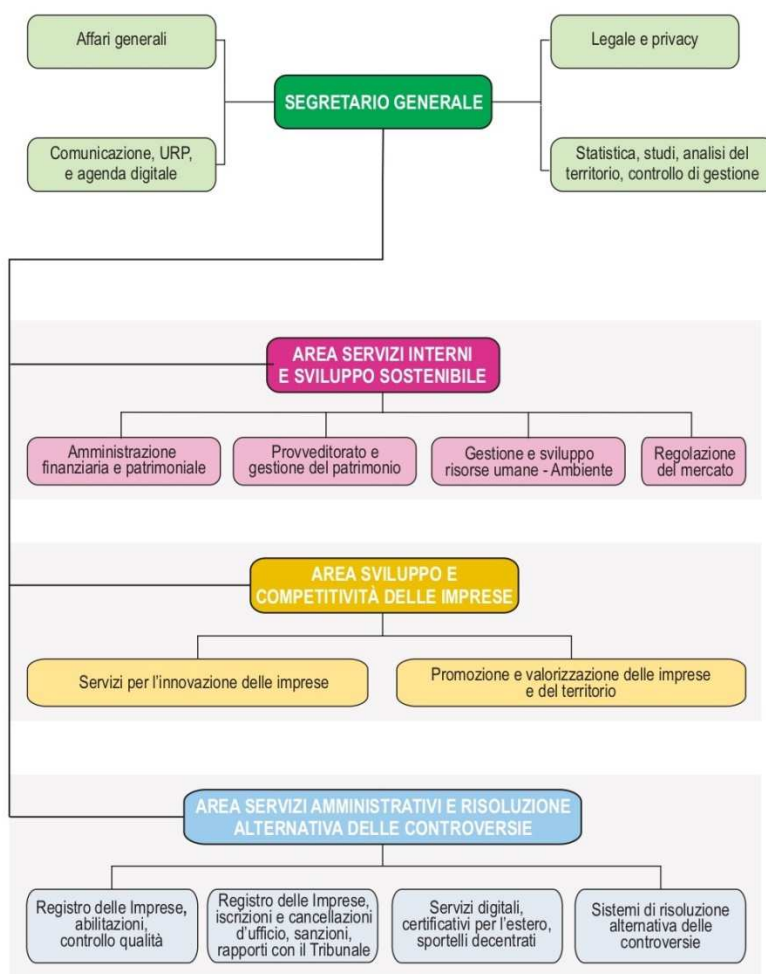 Affari generali
Legale e privacy
SEGRETARIO GENERALE
Comunicazione, URP,
e agenda digitale
Statistica, studi, analisi del
territorio, controllo di gestione
AREA SERVIZI INTERNI
E SVILUPPO SOSTENIBILE
Amministrazione
finanziaria e patrimoniale
Provveditorato e
gestione del patrimonio
Gestione e sviluppo
risorse umane - Ambiente
Regolazione
del mercato
AREA SVILUPPO E
COMPETITIVITÀ DELLE IMPRESE
Servizi per l'innovazione delle imprese
Promozione e valorizzazione delle imprese
e del territorio
AREA SERVIZI AMMINISTRATIVI E RISOLUZIONE
ALTERNATIVA DELLE CONTROVERSIE
Registro delle Imprese,
abilitazioni,
controllo qualità
Registro delle Imprese,
iscrizioni e cancellazioni
d'ufficio, sanzioni,
rapporti con il Tribunale
Servizi digitali,
certificativi per l'estero,
sportelli decentrati
Sistemi di risoluzione
alternativa delle
controversie